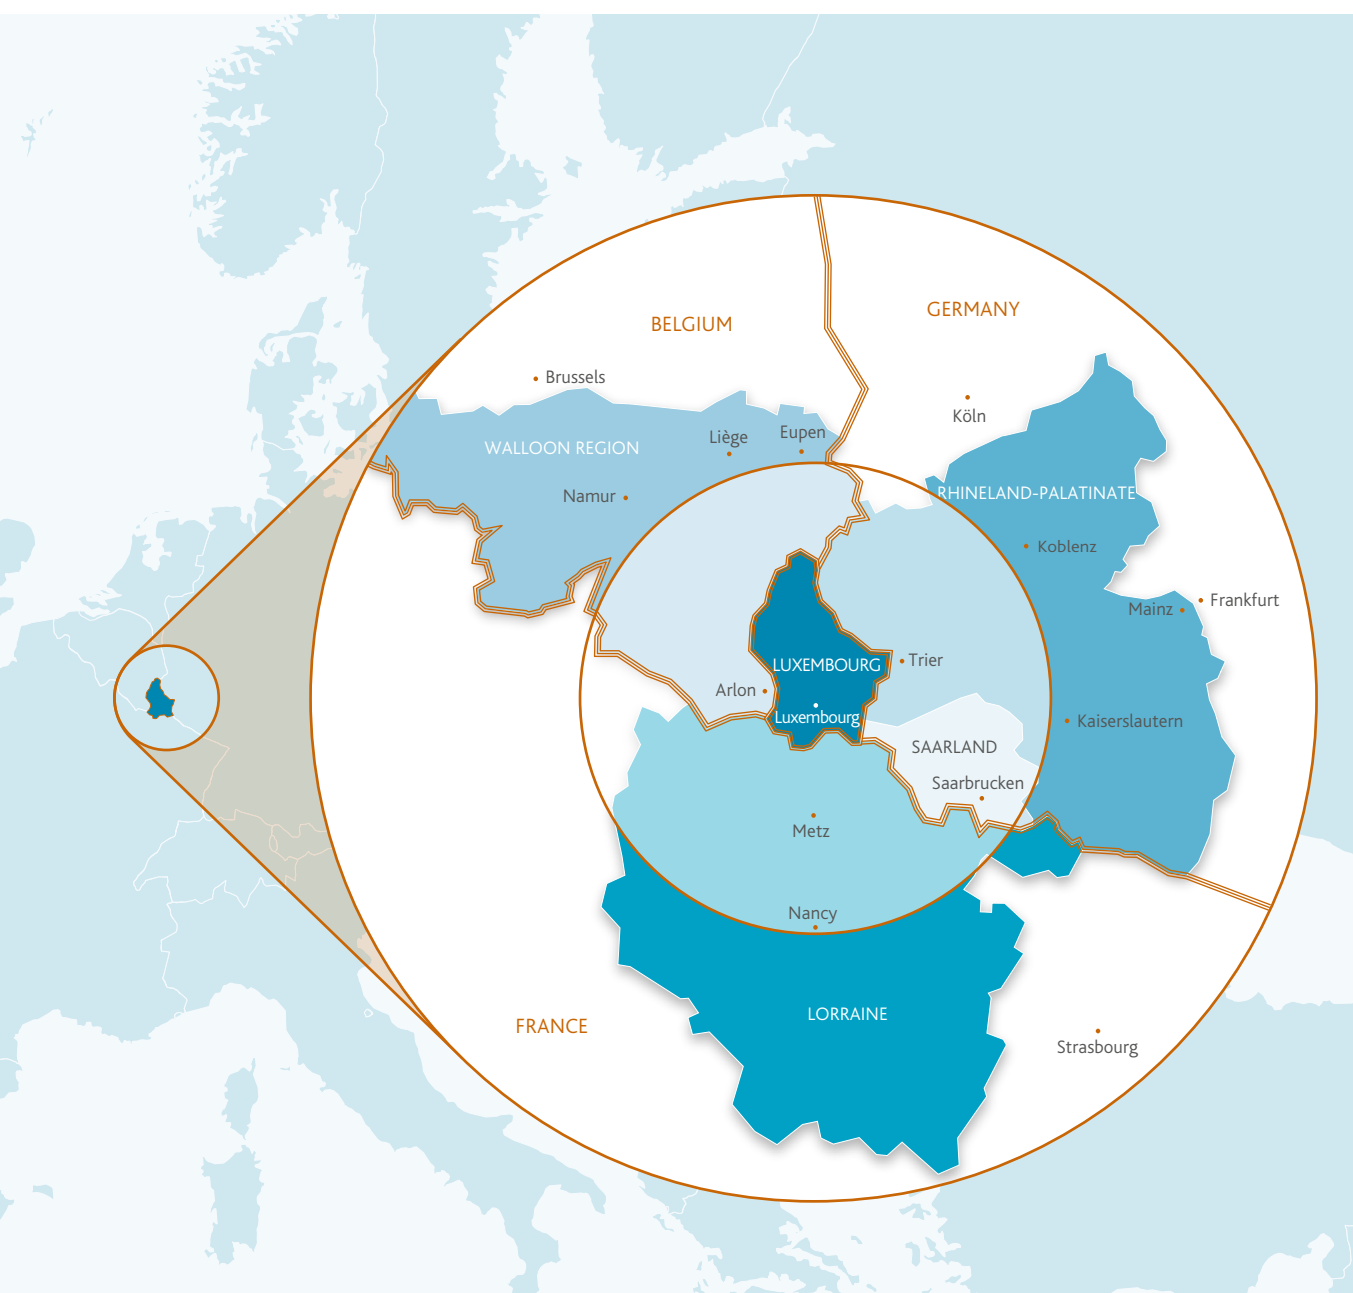 GERMANY
BELGIUM
Brussels
Köln
Eupen
Liège
WALLOON REGION
RHINELAND-PALATINATE
Namur
Koblenz
Frankfurt
Mainz
Trier
LUXEMBOURG
Arlon
Luxembourg
Kaiserslautern
SAARLAND
Saarbrucken
Metz
Nancy
LORRAINE
FRANCE
Strasbourg